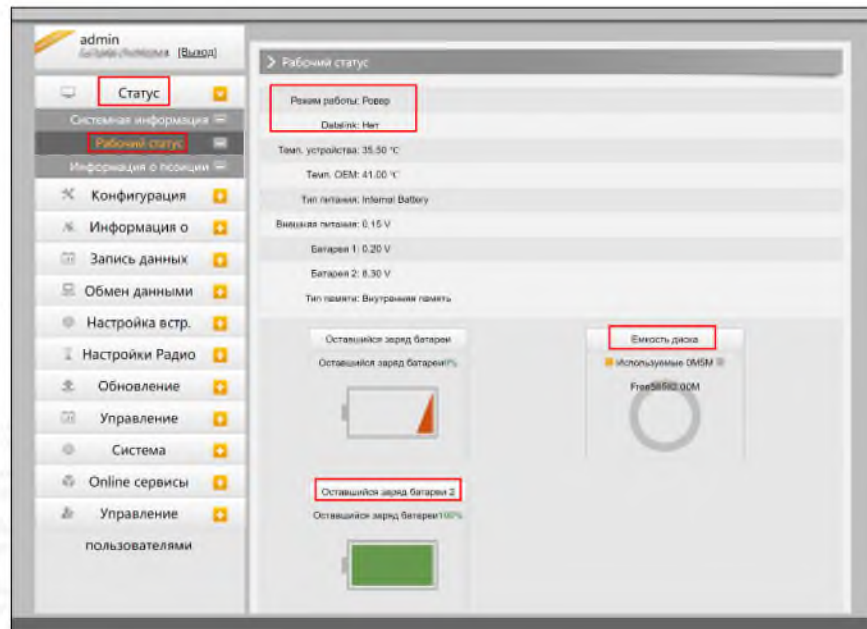 admin
[Выход]
Рабочий статус
Статус
Системная информация
Рабочий статус
Информация о позиции
Конфигурация
Информация о
Запись данных
Обмен данными
Настройка встр.
Настройки Радио
Обновление
Управление
Система
Online сервисы
Управление
пользователями
Режим работы: Ровер
Datalink: Нет
Темп. устройства: 35.50 °C
Темп. OEM: 41.00 °C
Тип питания: Internal Battery
Внешняя питания: 0.15 V
Батарея 1: 0.20 V
Батарея 2: 8.30 V
Тип памяти: Внутренняя память
Оставшийся заряд батареи
Оставшийся заряд батареи0%
Емкость диска
Используемые 0M5M
Оставшийся заряд батареи 2
Оставшийся заряд батареи100%